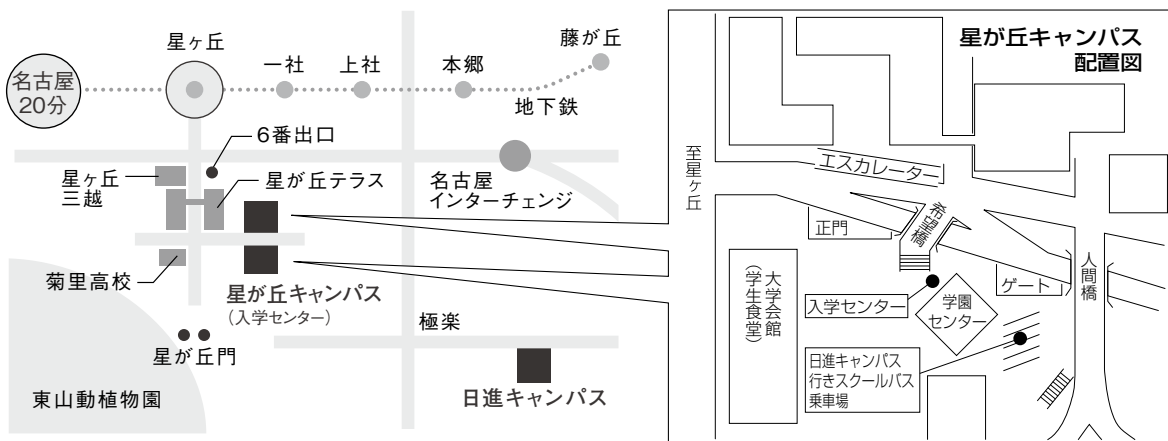 藤が丘
星ヶ丘
一社
上社
本郷
名古屋
20分
地下鉄
6番出口
星ヶ丘
三越
星が丘テラス
名古屋
インターチェンジ
菊里高校
星が丘キャンパス
（入学センター）
極楽
星が丘門
東山動植物園
日進キャンパス
星が丘キャンパス
配置図
至星ヶ丘
エスカレーター
希望橋
正門
人間橋
ゲート
大学会館
（学生食堂）
入学センター
学園
センター
日進キャンパス
行きスクールバス
乗車場